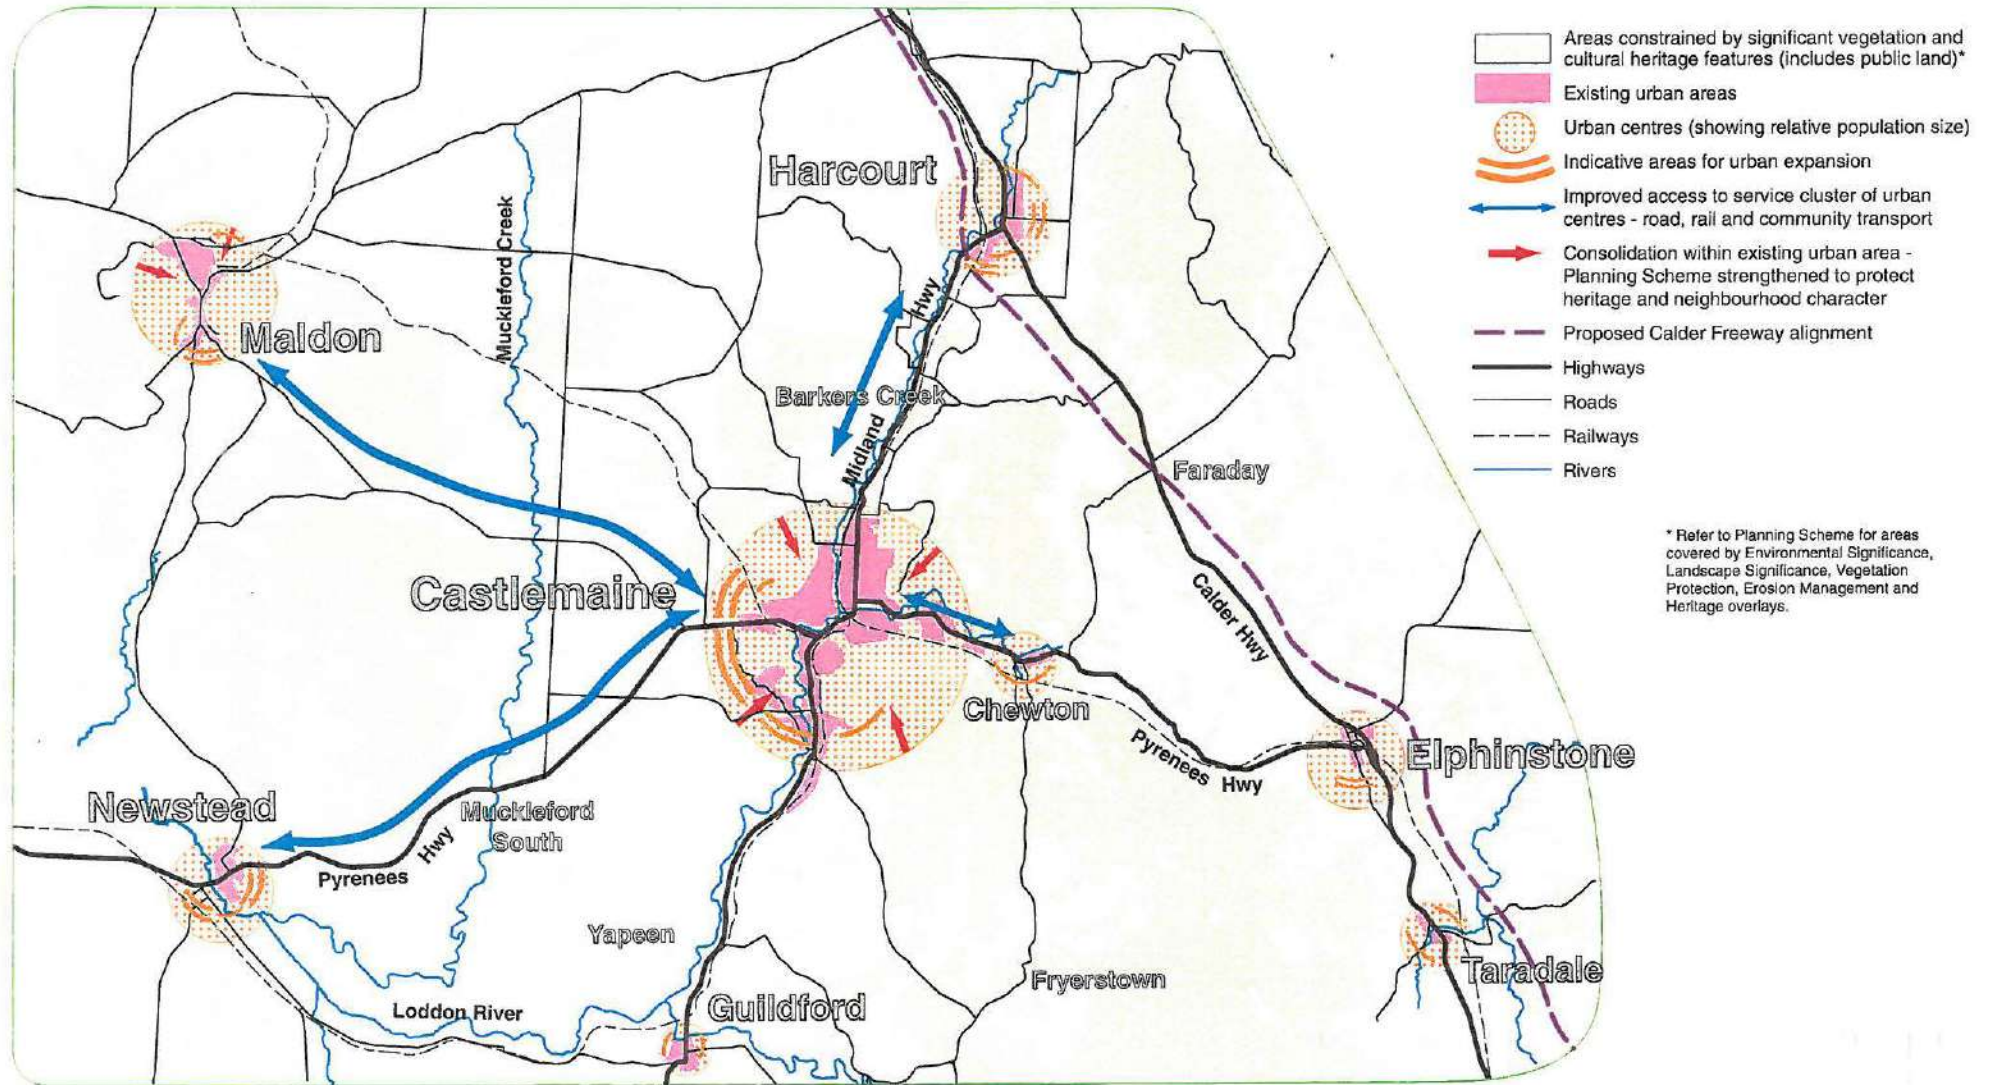 Harcourt
Maldon
Muckleford Creek
Hwy
Barkers Creek
Midland
Faraday
Castlemaine
Calder Hwy
Chewton
Pyrenees Hwy
Elphinstone
Newstead
Muckleford
South
Hwy
Pyrenees
Yapeen
Fryerstown
Taradale
Guildford
Loddon River
Areas constrained by significant vegetation and
cultural heritage features (includes public land)*
Existing urban areas
Urban centres (showing relative population size)
Indicative areas for urban expansion
Improved access to service cluster of urban
centres - road, rail and community transport
Consolidation within existing urban area -
Planning Scheme strengthened to protect
heritage and neighbourhood character
Proposed Calder Freeway alignment
Highways
Roads
Railways
Rivers
* Refer to Planning Scheme for areas
covered by Environmental Significance,
Landscape Significance, Vegetation
Protection, Erosion Management and
Heritage overlays.